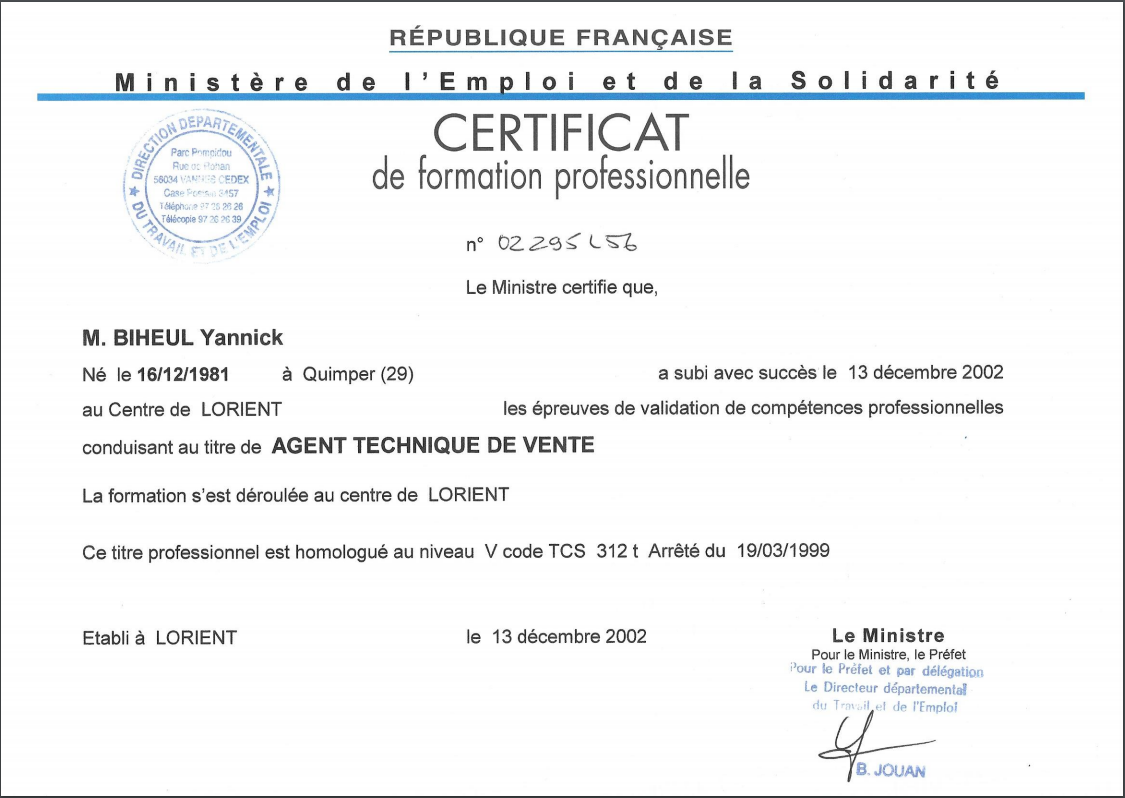 RÉPUBLIQUE FRANÇAISE
Ministère de l'Emploi et de la Solidarité
DIRECTION DEPARTEMENTALE
DU TRAVAIL ET DE L'EMPLOI
Parc Pompidou
Rue de Rohan
56034 VANNES CEDEX
Case Postale 3457
Téléphone 97 26 26 26
Télécopie 97 26 26 39
CERTIFICAT
de formation professionnelle
n° 02295L56
Le Ministre certifie que,
M. BIHEUL Yannick
Né le 16/12/1981 à Quimper (29) a subi avec succès le 13 décembre 2002
au Centre de LORIENT les épreuves de validation de compétences professionnelles
conduisant au titre de AGENT TECHNIQUE DE VENTE
La formation s'est déroulée au centre de LORIENT
Ce titre professionnel est homologué au niveau V code TCS 312 t Arrêté du 19/03/1999
Etabli à LORIENT le 13 décembre 2002
Le Ministre
Pour le Ministre, le Préfet
Pour le Préfet et par délégation
Le Directeur départemental
du Travail et de l'Emploi
B. JOUAN